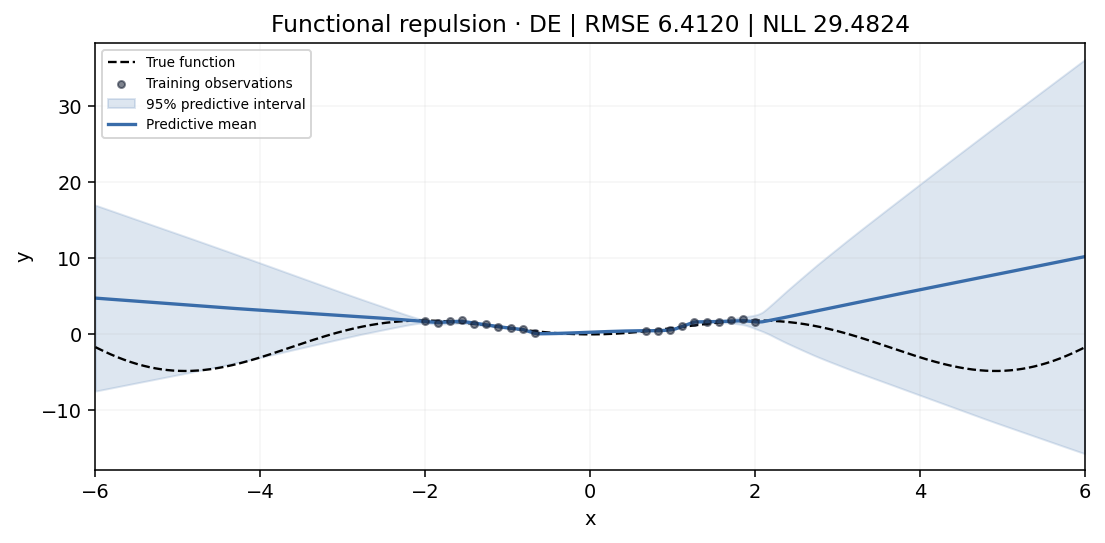 Functional repulsion · DE | RMSE 6.4120 | NLL 29.4824
True function
Training observations
95% predictive interval
Predictive mean
30
20
10
0
−10
y
−6
−4
−2
0
2
4
6
x